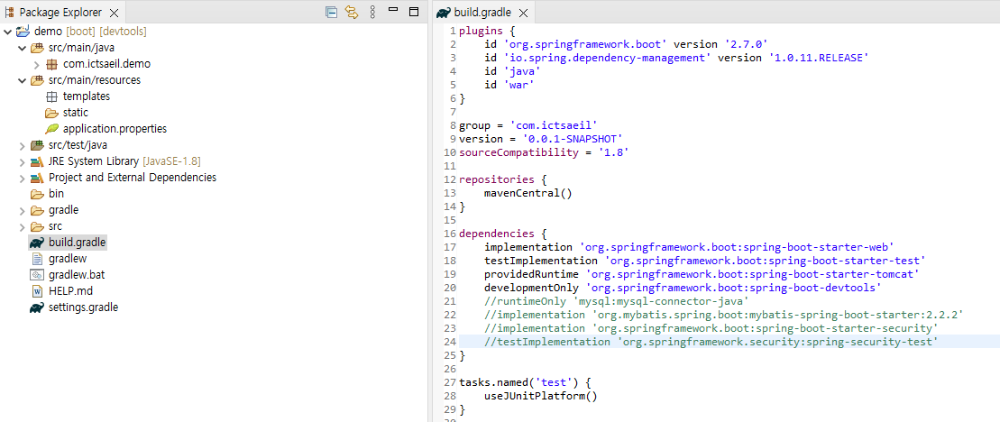 Package Explorer
demo [boot] [devtools]
src/main/java
com.ictsaeil.demo
src/main/resources
templates
static
application.properties
src/test/java
JRE System Library [JavaSE-1.8]
Project and External Dependencies
bin
gradle
src
build.gradle
gradlew
gradlew.bat
HELP.md
settings.gradle
build.gradle
1 plugins {
2 id 'org.springframework.boot' version '2.7.0'
3 id 'io.spring.dependency-management' version '1.0.11.RELEASE'
4 id 'java'
5 id 'war'
6 }
7
8 group = 'com.ictsaeil'
9 version = '0.0.1-SNAPSHOT'
10 sourceCompatibility = '1.8'
11
12 repositories {
13 mavenCentral()
14 }
15
16 dependencies {
17 implementation 'org.springframework.boot:spring-boot-starter-web'
18 testImplementation 'org.springframework.boot:spring-boot-starter-test'
19 providedRuntime 'org.springframework.boot:spring-boot-starter-tomcat'
20 developmentOnly 'org.springframework.boot:spring-boot-devtools'
21 //runtimeOnly 'mysql:mysql-connector-java'
22 //implementation 'org.mybatis.spring.boot:mybatis-spring-boot-starter:2.2.2'
23 //implementation 'org.springframework.boot:spring-boot-starter-security'
24 //testImplementation 'org.springframework.security:spring-security-test'
25 }
26
27 tasks.named('test') {
28 useJUnitPlatform()
29 }